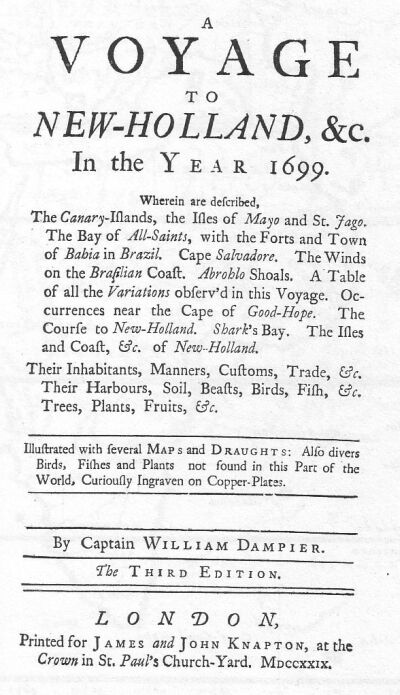 A
VOYAGE
TO
NEW-HOLLAND, &c.
In the YEAR 1699.
Wherein are deſcribed,
The Canary-Iſlands, the Iſles of Mayo and St. Jago.
The Bay of All-Saints, with the Forts and Town
of Bahia in Brazil. Cape Salvadore. The Winds
on the Braſilian Coaſt. Abrohlo Shoals. A Table
of all the Variations obſerv'd in this Voyage. Oc-
currences near the Cape of Good-Hope. The
Courſe to New-Holland. Shark's Bay. The Iſles
and Coaſt, &c. of New-Holland.
Their Inhabitants, Manners, Cuſtoms, Trade, &c.
Their Harbours, Soil, Beaſts, Birds, Fiſh, &c.
Trees, Plants, Fruits, &c.
Illuſtrated with ſeveral MAPS and DRAUGHTS: Alſo divers
Birds, Fiſhes and Plants not found in this Part of the
World, Curiouſly Ingraven on Copper-Plates.
By Captain WILLIAM DAMPIER.
The THIRD EDITION.
LONDON,
Printed for JAMES and JOHN KNAPTON, at the
Crown in St. Paul's Church-Yard. MDCCXXIX.